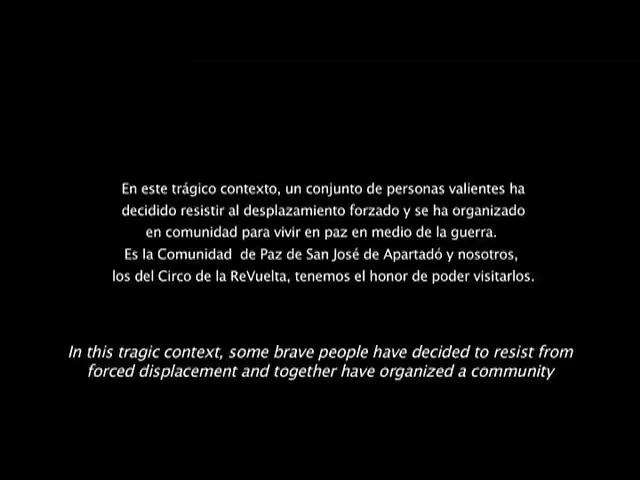 En este trágico contexto, un conjunto de personas valientes ha
decidido resistir al desplazamiento forzado y se ha organizado
en comunidad para vivir en paz en medio de la guerra.
Es la Comunidad de Paz de San José de Apartadó y nosotros,
los del Circo de la ReVuelta, tenemos el honor de poder visitarlos.
In this tragic context, some brave people have decided to resist from
forced displacement and together have organized a community